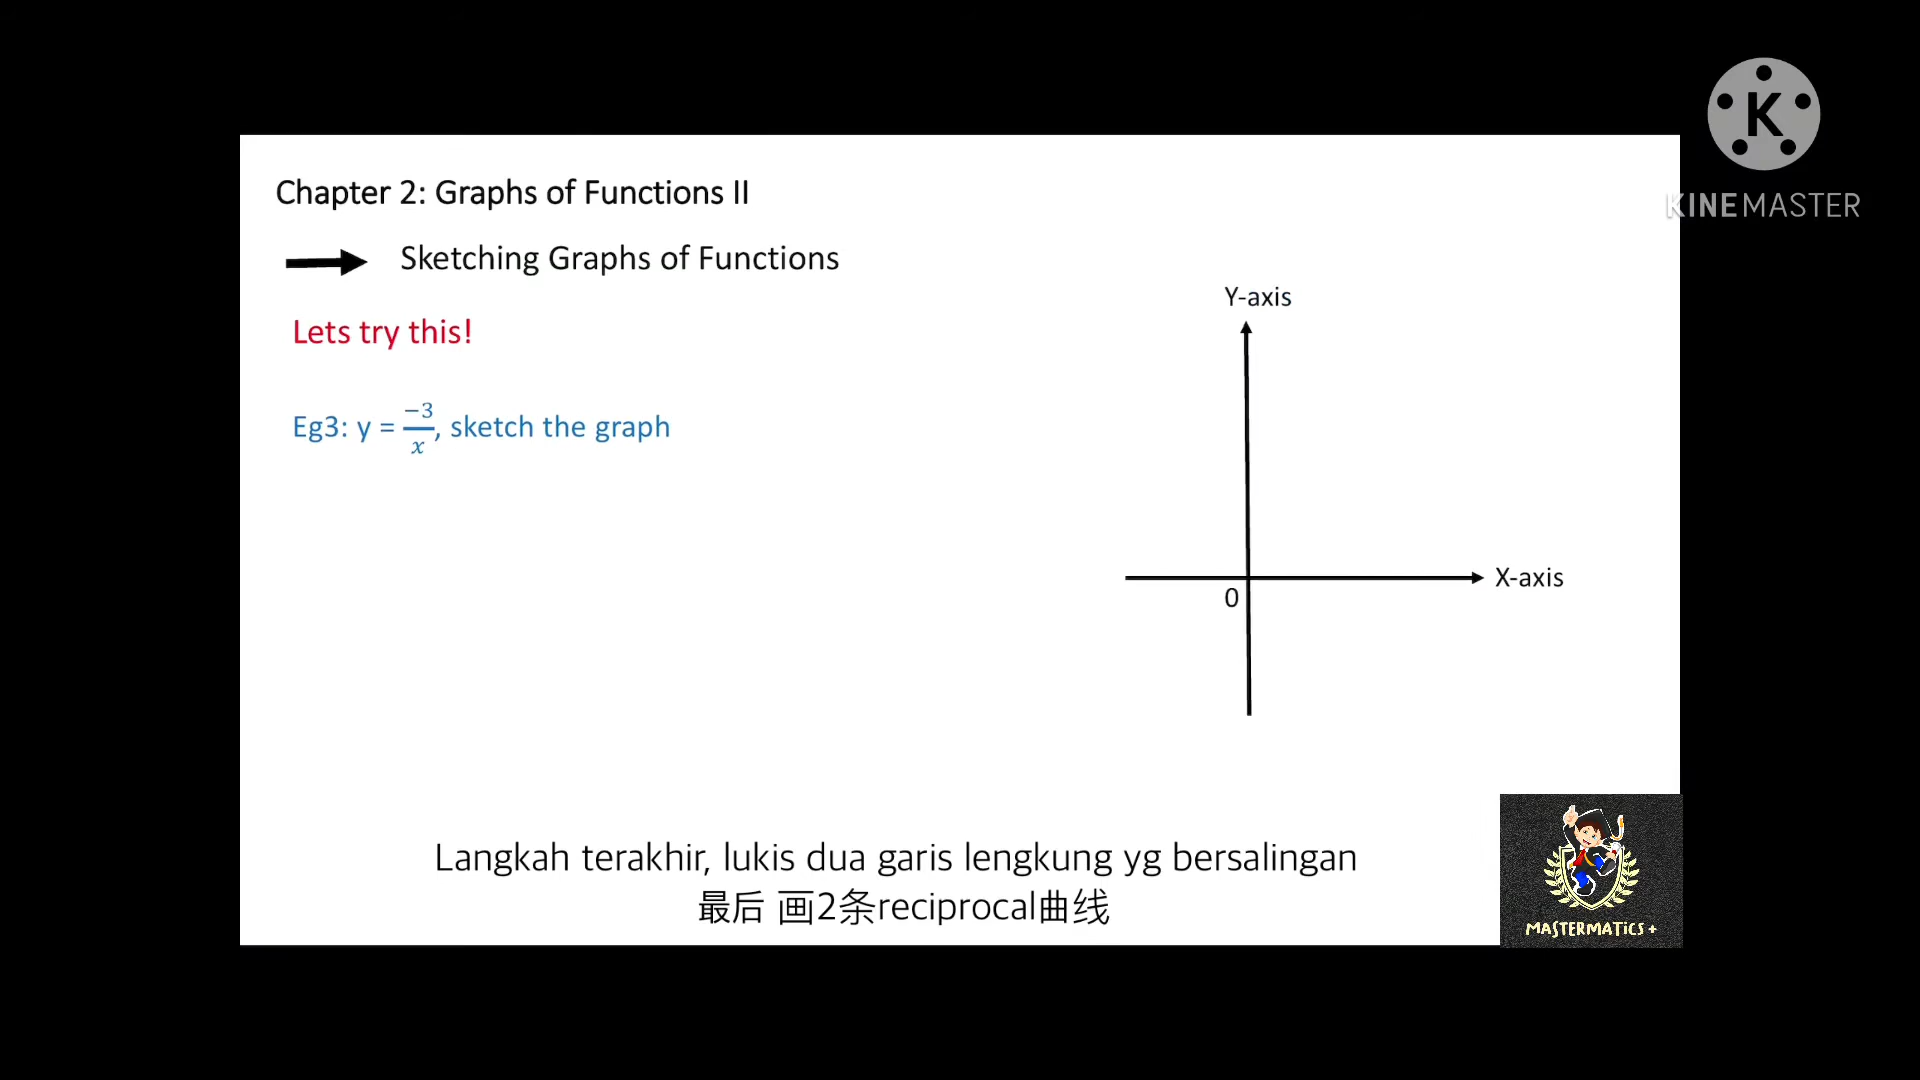 K
KINEMASTER
Chapter 2: Graphs of Functions II
Sketching Graphs of Functions
Lets try this!
Eg3: y = −3/x, sketch the graph
Y-axis
X-axis
0
Langkah terakhir, lukis dua garis lengkung yg bersalingan
最后 画2条reciprocal曲线
MASTERMATiCS +